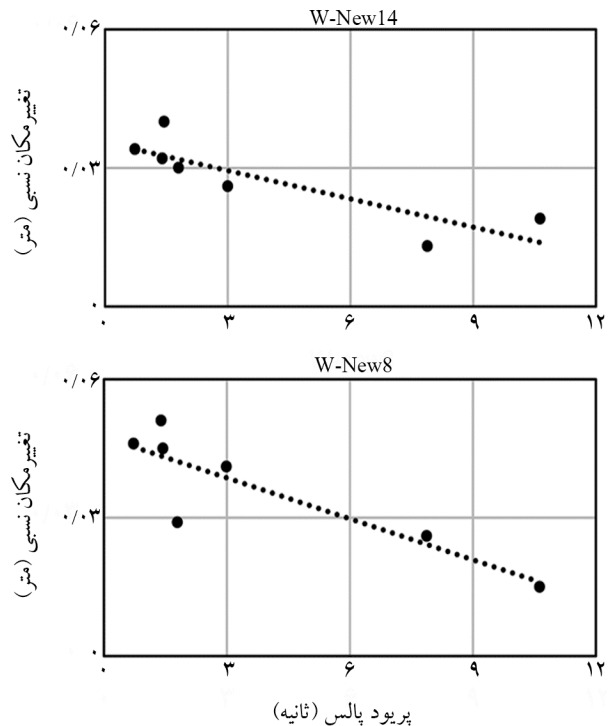 W-New14
۰/۰۶
۰/۰۳
۰
تغییرمکان نسبی (متر)
۰ ۳ ۶ ۹ ۱۲
W-New8
۰/۰۶
۰/۰۳
۰
تغییرمکان نسبی (متر)
۰ ۳ ۶ ۹ ۱۲
پریود پالس (ثانیه)